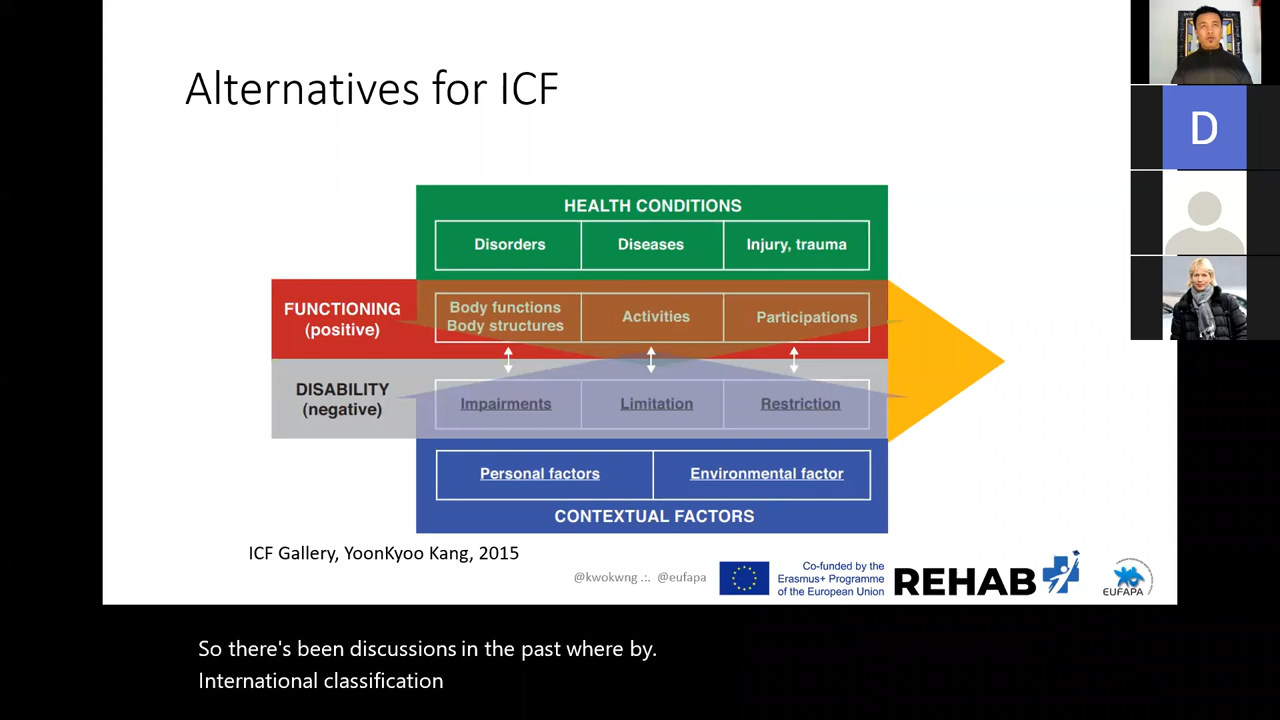 Alternatives for ICF
D
HEALTH CONDITIONS
Disorders
Diseases
Injury, trauma
FUNCTIONING
(positive)
Body functions
Body structures
Activities
Participations
DISABILITY
(negative)
Impairments
Limitation
Restriction
Personal factors
Environmental factor
CONTEXTUAL FACTORS
ICF Gallery, YoonKyoo Kang, 2015
@kwokwng .:. @eufapa
Co-funded by the
Erasmus+ Programme
of the European Union
REHAB
EUFAPA
So there's been discussions in the past where by.
International classification